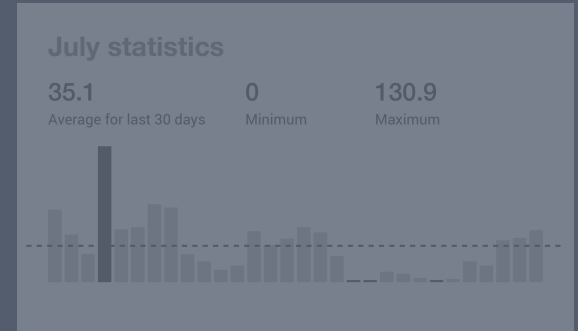 July statistics
35.1 0 130.9
Average for last 30 days Minimum Maximum